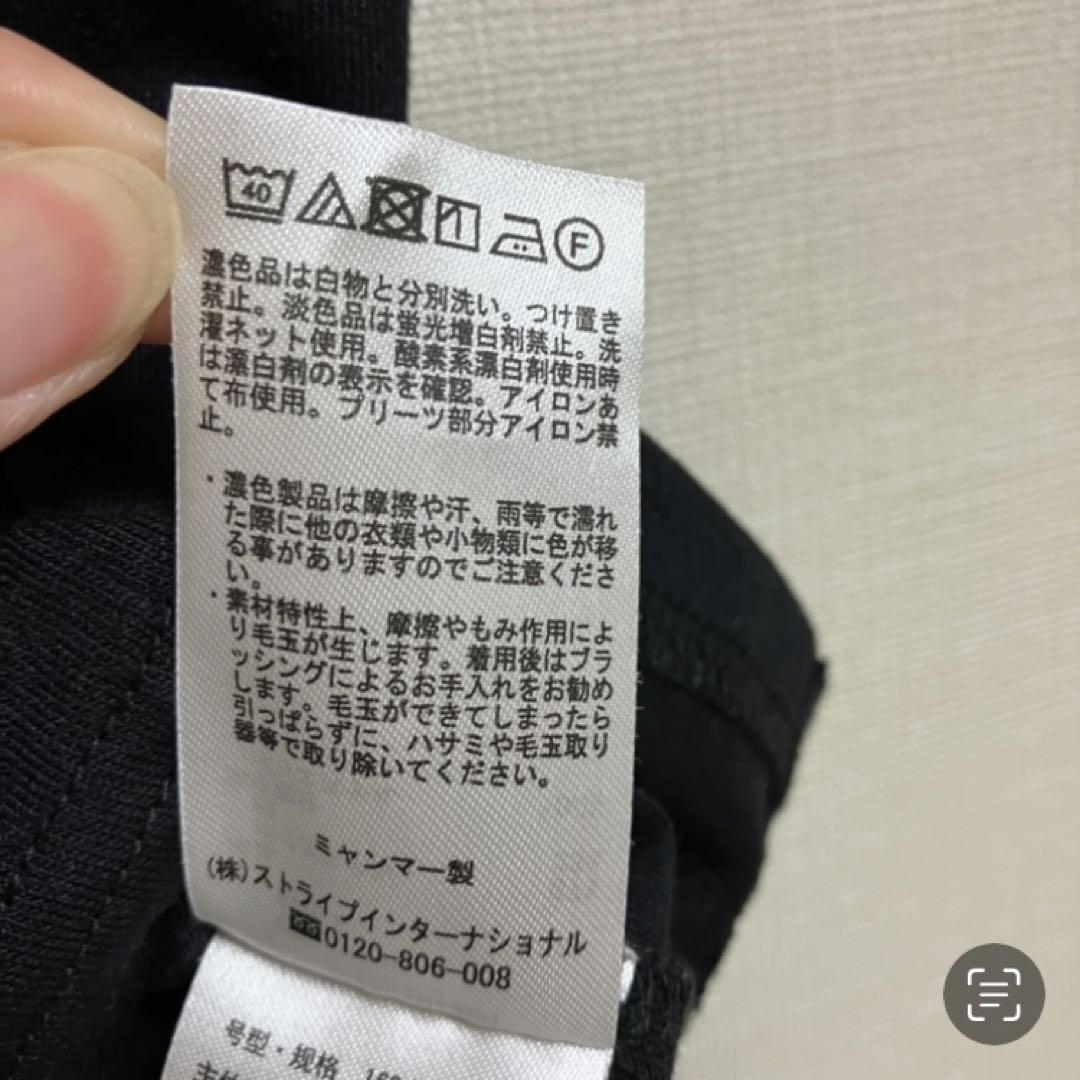 40 F
濃色品は白物と分別洗い。つけ置き
禁止。淡色品は蛍光増白剤禁止。洗
濯ネット使用。酸素系漂白剤使用時
は漂白剤の表示を確認。アイロンあ
て布使用。プリーツ部分アイロン禁
止。
・濃色製品は摩擦や汗、雨等で濡れ
た際に他の衣類や小物類に色が移
る事がありますのでご注意くださ
い。
・素材特性上、摩擦やもみ作用によ
り毛玉が生じます。着用後はブラ
ッシングによるお手入れをお勧め
します。毛玉ができてしまったら
引っぱらずに、ハサミや毛玉取り
器等で取り除いてください。
ミャンマー製
(株)ストライプインターナショナル
0120-806-008
号型・规格